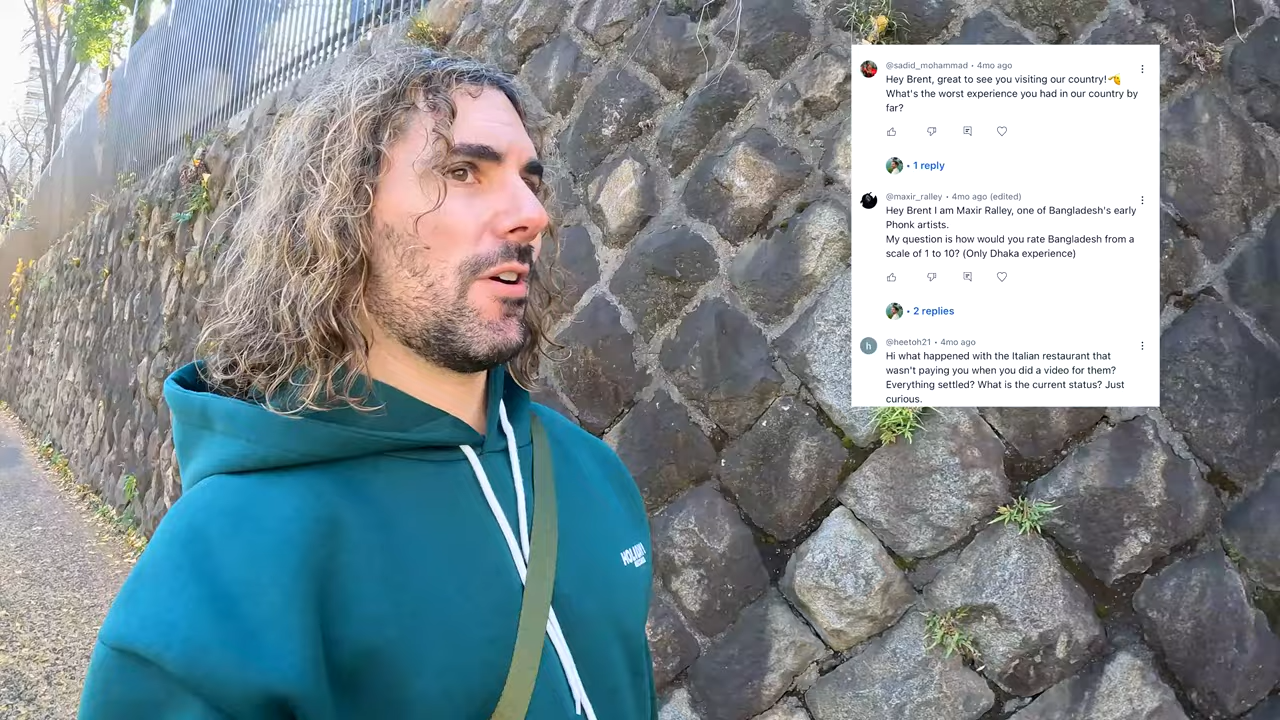 @sadid_mohammad • 4mo ago
Hey Brent, great to see you visiting our country!🫡
What's the worst experience you had in our country by
far?
• 1 reply
@maxir_ralley • 4mo ago (edited)
Hey Brent I am Maxir Ralley, one of Bangladesh's early
Phonk artists.
My question is how would you rate Bangladesh from a
scale of 1 to 10? (Only Dhaka experience)
• 2 replies
h
@heetoh21 • 4mo ago
Hi what happened with the Italian restaurant that
wasn't paying you when you did a video for them?
Everything settled? What is the current status? Just
curious.